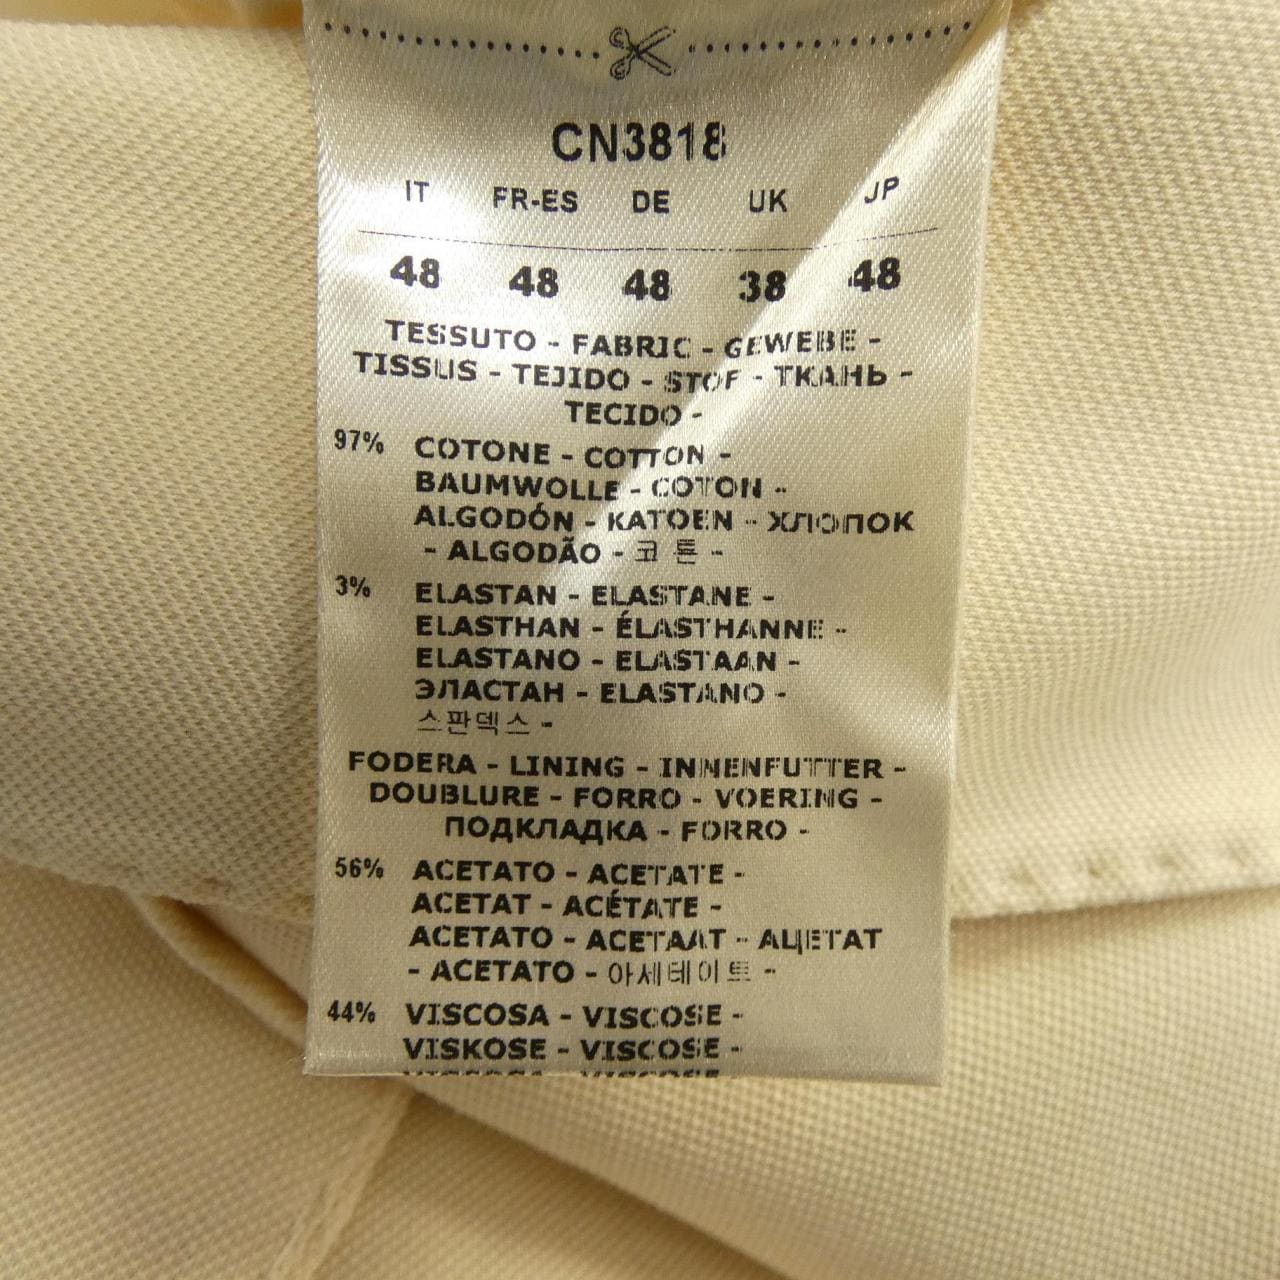 CN3818
IT FR-ES DE UK JP
48 48 48 38 48
TESSUTO - FABRIC - GEWEBE -
TISSUS - TEJIDO - STOF - ТКАНЬ -
TECIDO -
97% COTONE - COTTON -
BAUMWOLLE - COTON -
ALGODÓN - KATOEN - ХЛОПОК
- ALGODÃO - 코튼 -
3% ELASTAN - ELASTANE -
ELASTHAN - ÉLASTHANNE -
ELASTANO - ELASTAAN -
ЭЛАСТАН - ELASTANO -
스판덱스 -
FODERA - LINING - INNENFUTTER -
DOUBLURE - FORRO - VOERING -
ПОДКЛАДКА - FORRO -
56% ACETATO - ACETATE -
ACETAT - ACÉTATE -
ACETATO - ACETAAT - АЦЕТАТ
- ACETATO - 아세테이트 -
44% VISCOSA - VISCOSE -
VISKOSE - VISCOSE -
VISCOSA - VISCOSE -